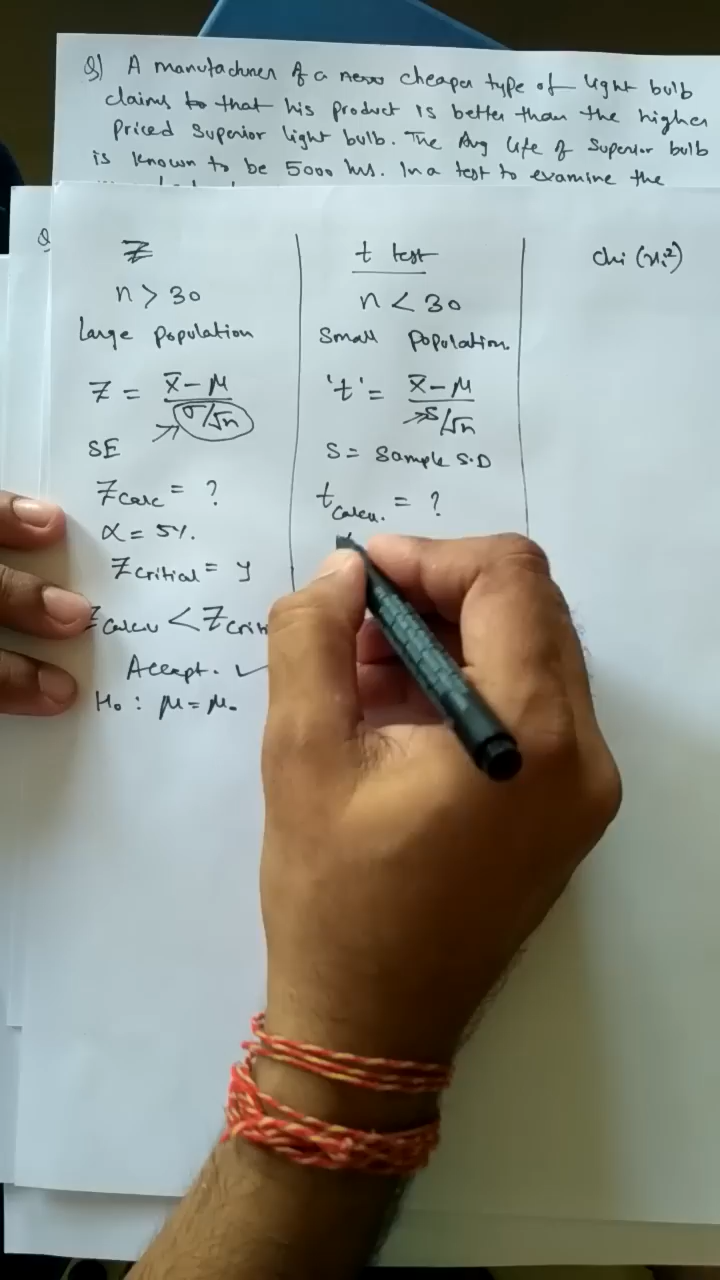 Q) A manufacturer of a new cheaper type of light bulb
claims to that his product is better than the higher
Priced Superior light bulb. The Avg life of Superior bulb
is known to be 5000 hrs. In a test to examine the
Q
Z
n > 30
Large Population
Z = x̄ - μ / σ/√n
SE
Zcalc = ?
α = 5%.
Zcritical = y
Zcalcu < Zcriti
Accept. ✓
H₀ : μ = μ₀
t test
n < 30
Small Population.
't' = x̄ - μ / s/√n
S = Sample S.D
tcalcu. = ?
chi (x²)